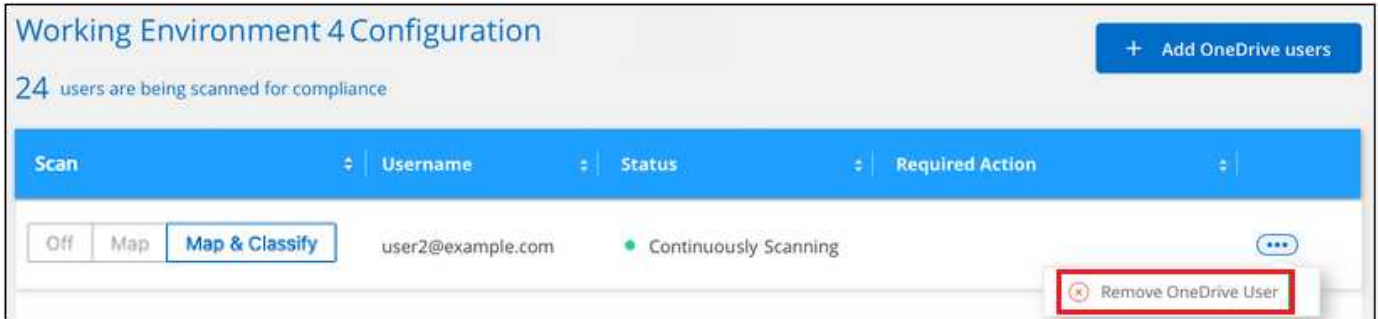 Working Environment 4 Configuration
+ Add OneDrive users
24 users are being scanned for compliance
Scan Username Status Required Action
Off Map Map & Classify user2@example.com Continuously Scanning
Remove OneDrive User